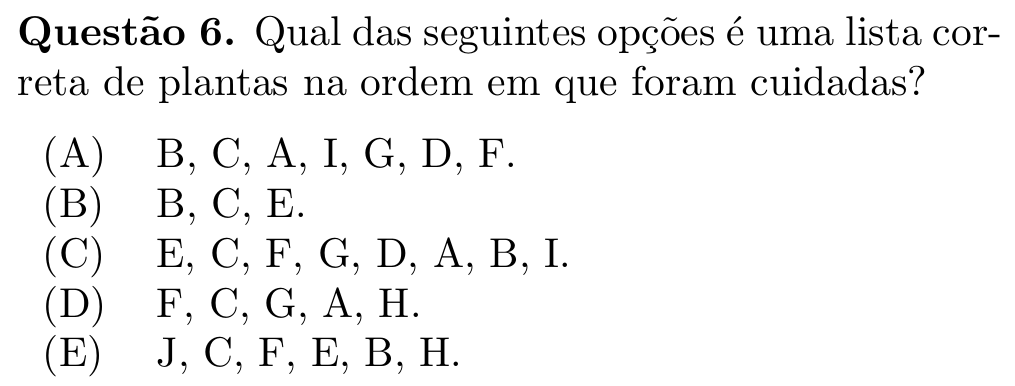 Questão 6. Qual das seguintes opções é uma lista cor-
reta de plantas na ordem em que foram cuidadas?
(A) B, C, A, I, G, D, F.
(B) B, C, E.
(C) E, C, F, G, D, A, B, I.
(D) F, C, G, A, H.
(E) J, C, F, E, B, H.